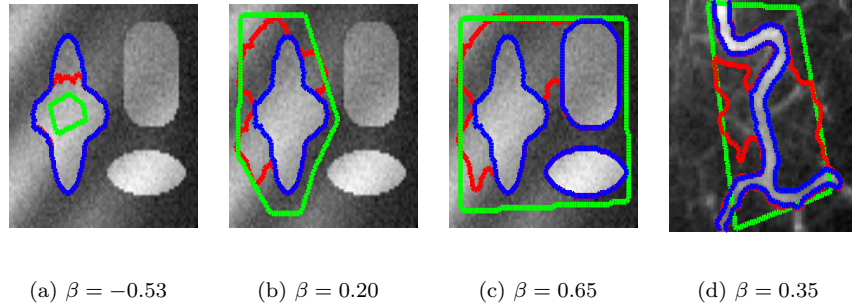 (a) β = −0.53 (b) β = 0.20 (c) β = 0.65 (d) β = 0.35